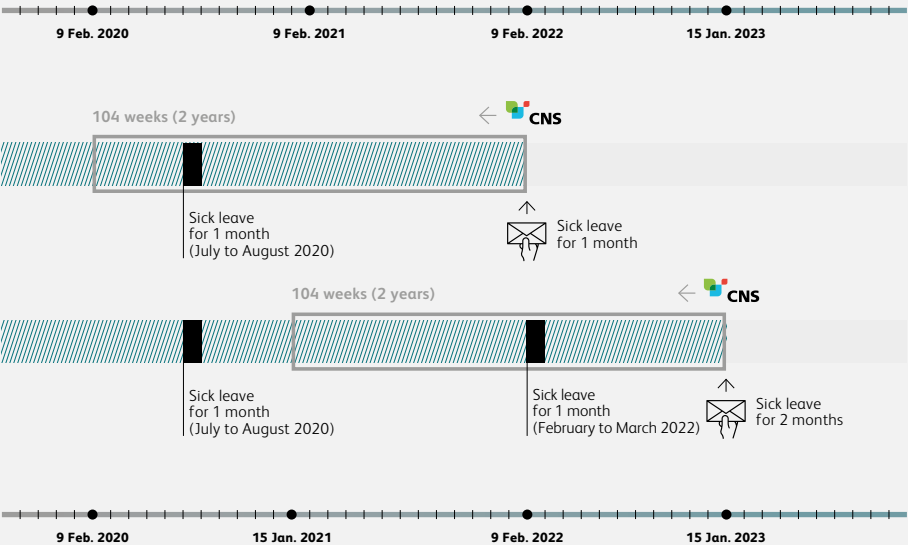 9 Feb. 2020
9 Feb. 2021
9 Feb. 2022
15 Jan. 2023
104 weeks (2 years)
CNS
Sick leave
for 1 month
(July to August 2020)
Sick leave
for 1 month
104 weeks (2 years)
CNS
Sick leave
for 1 month
(July to August 2020)
Sick leave
for 1 month
(February to March 2022)
Sick leave
for 2 months
9 Feb. 2020
15 Jan. 2021
9 Feb. 2022
15 Jan. 2023